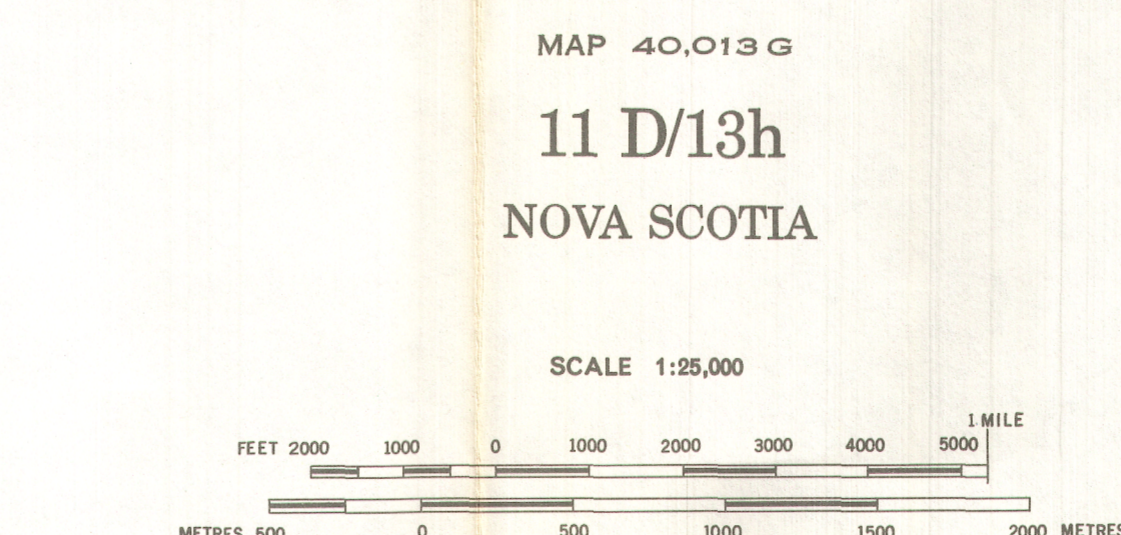 MAP 40,013 G
11 D/13h
NOVA SCOTIA
SCALE 1:25,000
1 MILE
FEET 2000 1000 0 1000 2000 3000 4000 5000
METRES 500 0 500 1000 1500 2000 METRES